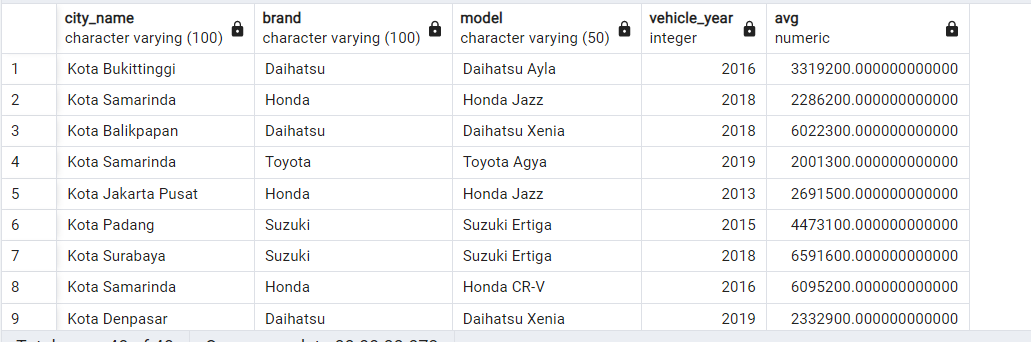 city_name brand model vehicle_year avg
character varying (100) character varying (100) character varying (50) integer numeric
1 Kota Bukittinggi Daihatsu Daihatsu Ayla 2016 3319200.000000000000
2 Kota Samarinda Honda Honda Jazz 2018 2286200.000000000000
3 Kota Balikpapan Daihatsu Daihatsu Xenia 2018 6022300.000000000000
4 Kota Samarinda Toyota Toyota Agya 2019 2001300.000000000000
5 Kota Jakarta Pusat Honda Honda Jazz 2013 2691500.000000000000
6 Kota Padang Suzuki Suzuki Ertiga 2015 4473100.000000000000
7 Kota Surabaya Suzuki Suzuki Ertiga 2018 6591600.000000000000
8 Kota Samarinda Honda Honda CR-V 2016 6095200.000000000000
9 Kota Denpasar Daihatsu Daihatsu Xenia 2019 2332900.000000000000